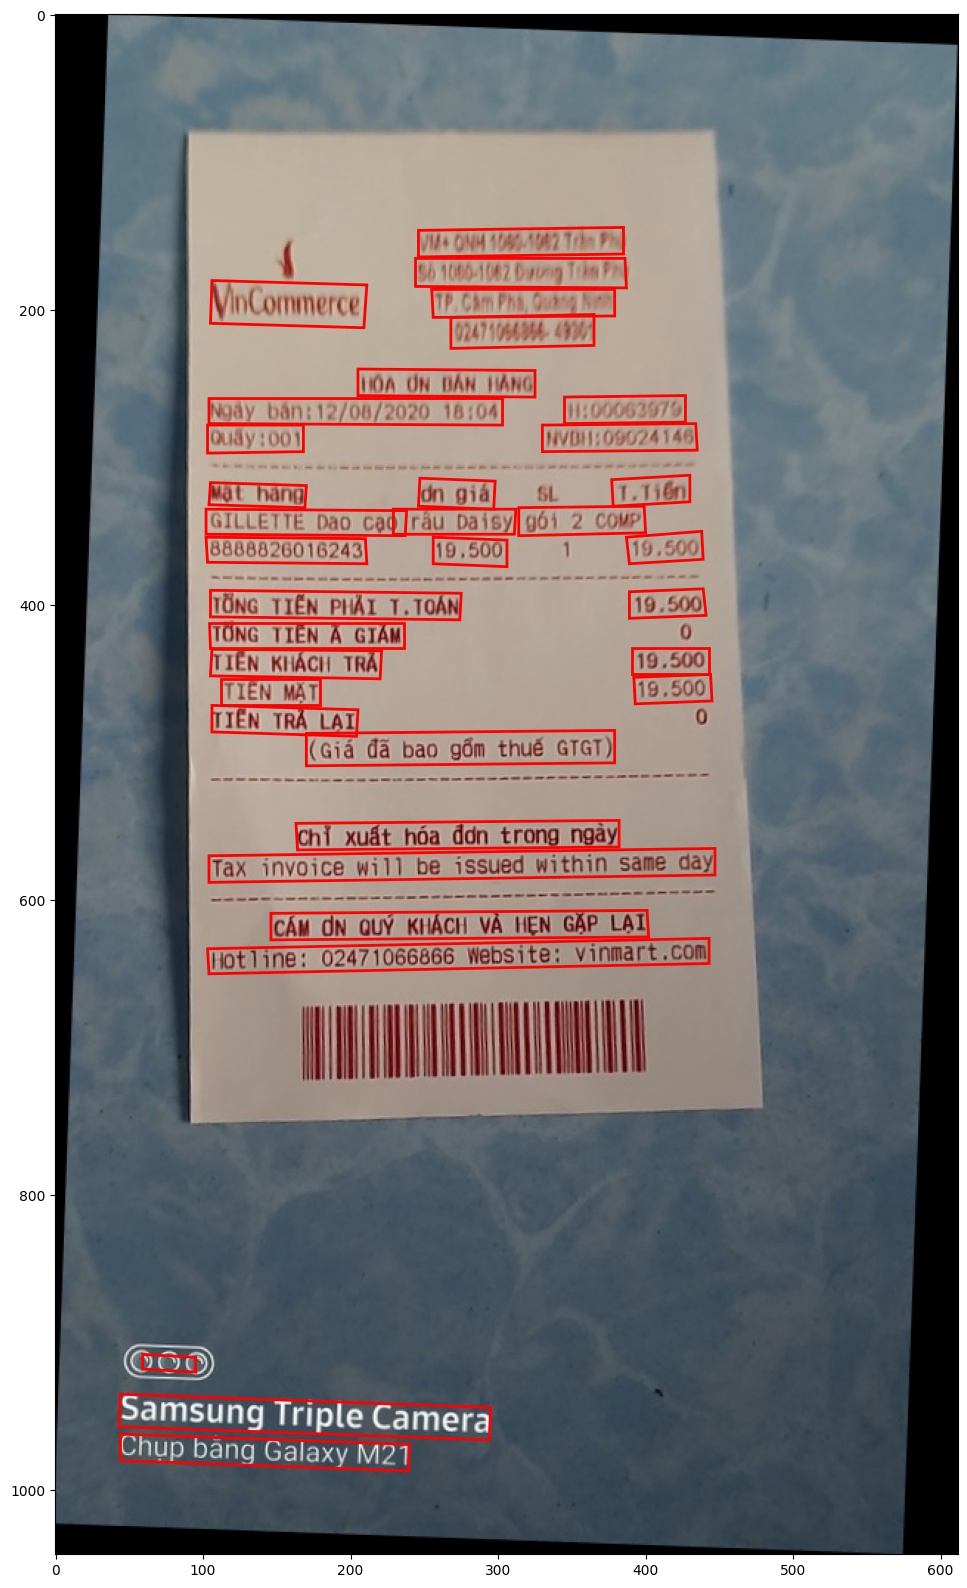 VinCommerce
VM+ QNH 1060-1062 Trần Phú
Số 1060-1062 Đường Trần Phú
TP. Cẩm Phả, Quảng Ninh
02471066866- 49301
HÓA ƠN BÁN HÀNG
Ngày bán:12/08/2020 18:04 H:00063979
Quầy:001 NVBH:09024146
Mặt hàng ơn giá SL T.Tiền
GILLETTE Dao cạo râu Daisy gói 2 COMP
8888826016243 19.500 1 19.500
TỔNG TIỀN PHẢI T.TOÁN 19.500
TỔNG TIỀN Ã GIẢM 0
TIỀN KHÁCH TRẢ 19.500
TIỀN MẶT 19.500
TIỀN TRẢ LẠI 0
(Giá đã bao gồm thuế GTGT)
Chỉ xuất hóa đơn trong ngày
Tax invoice will be issued within same day
CẢM ƠN QUÝ KHÁCH VÀ HẸN GẶP LẠI
Hotline: 02471066866 Website: vinmart.com
Samsung Triple Camera
Chụp bằng Galaxy M21
0
200
400
600
800
1000
0 100 200 300 400 500 600